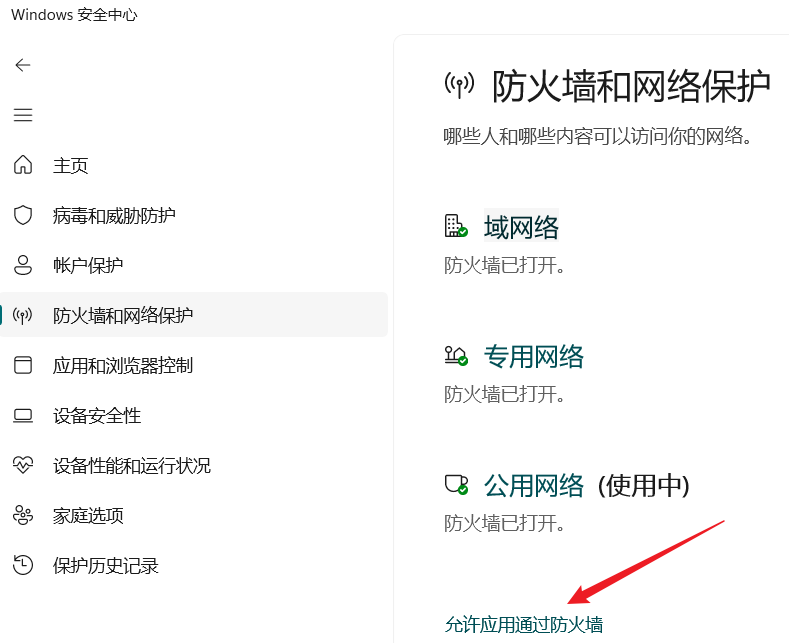 Windows 安全中心
主页
病毒和威胁防护
帐户保护
防火墙和网络保护
应用和浏览器控制
设备安全性
设备性能和运行状况
家庭选项
保护历史记录
防火墙和网络保护
哪些人和哪些内容可以访问你的网络。
域网络
防火墙已打开。
专用网络
防火墙已打开。
公用网络 (使用中)
防火墙已打开。
允许应用通过防火墙